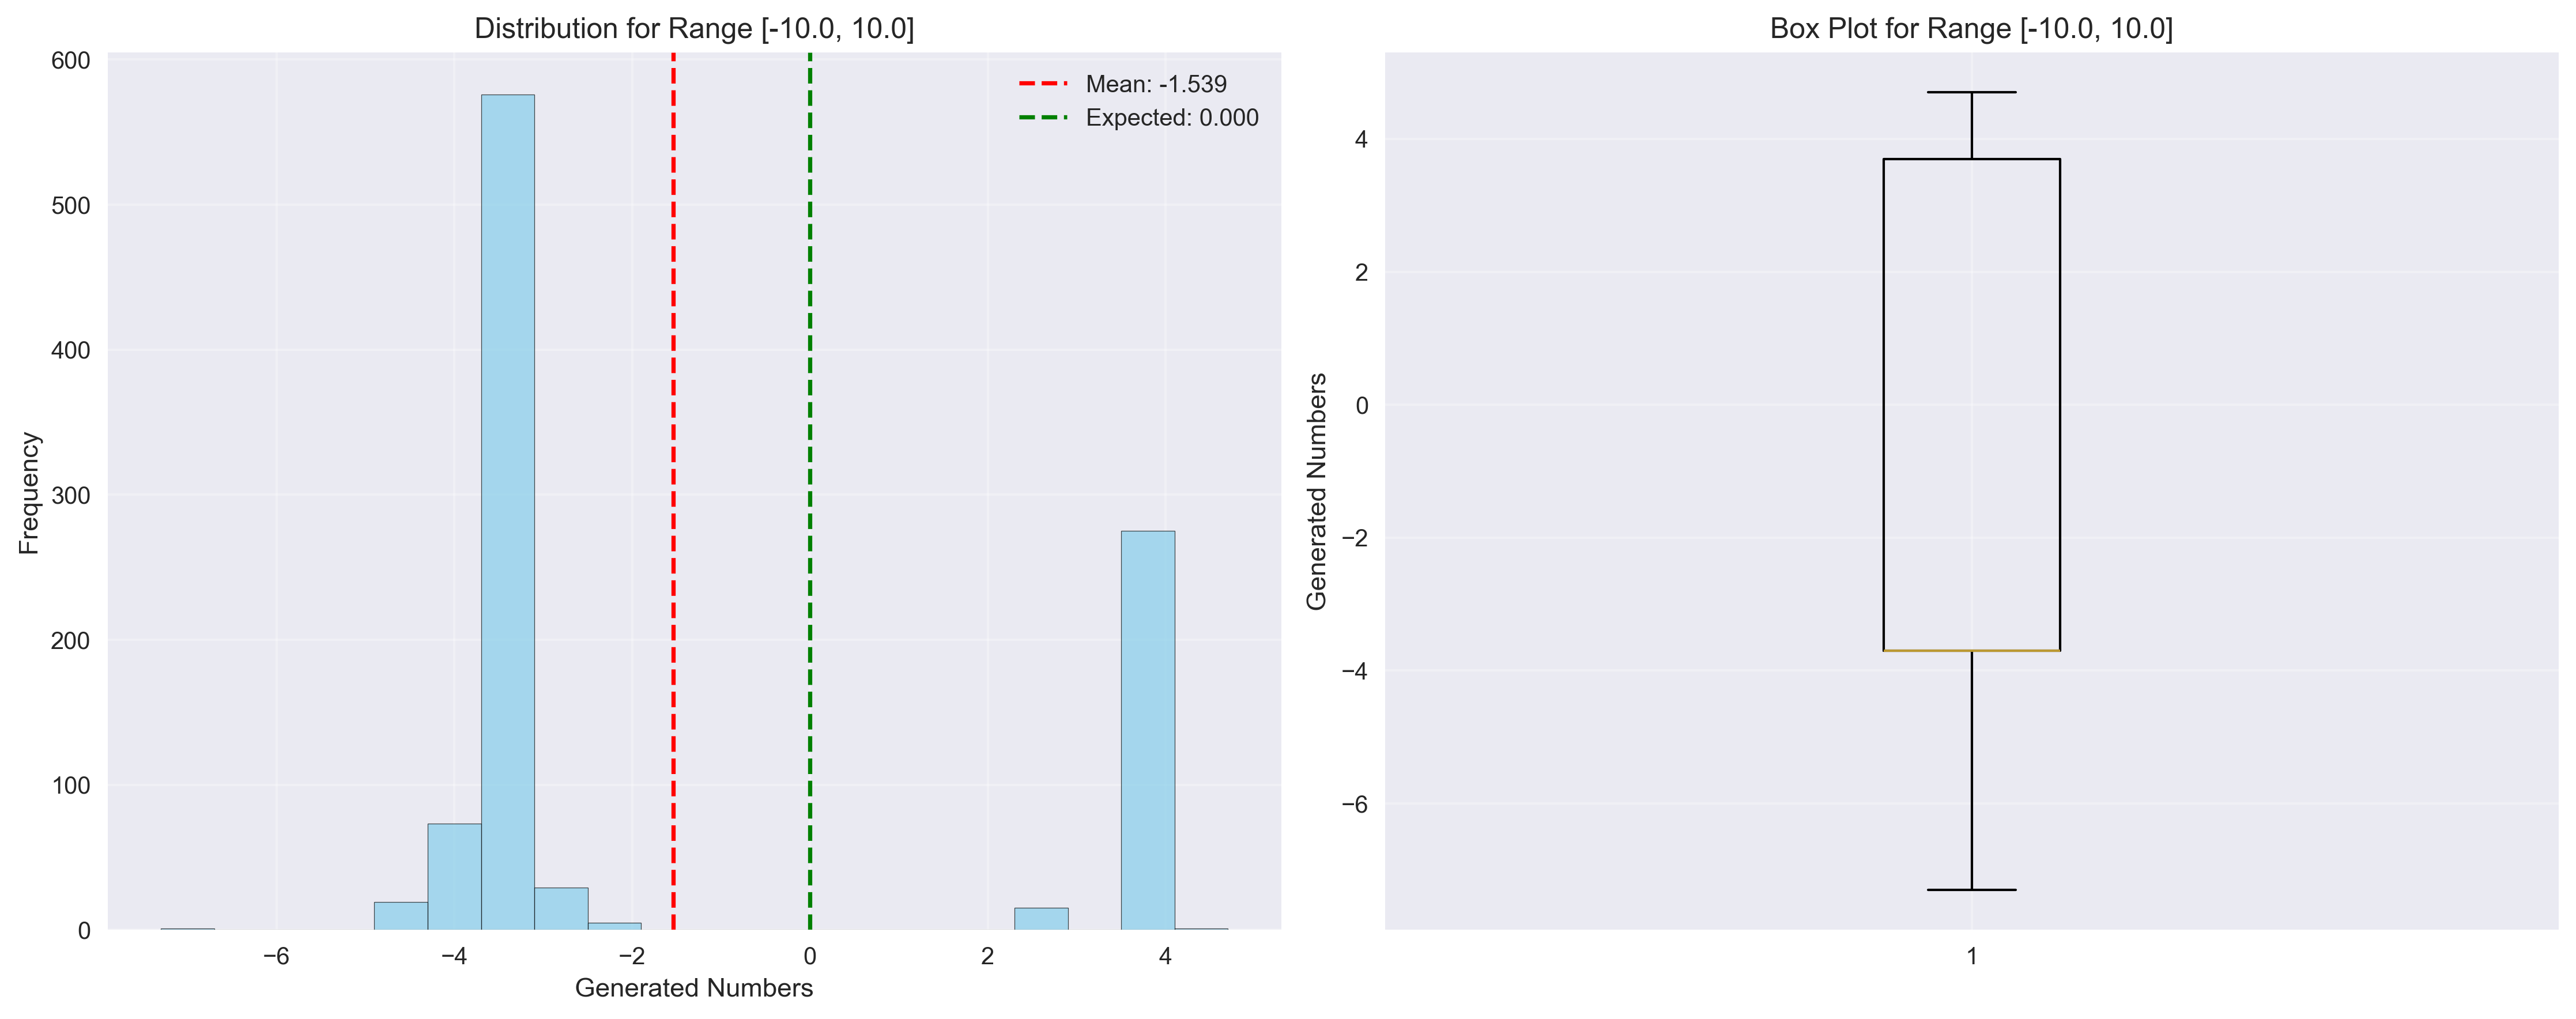 Distribution for Range [-10.0, 10.0]
Mean: -1.539
Expected: 0.000
600
500
400
300
200
100
0
Frequency
−6
−4
−2
0
2
4
Generated Numbers
Box Plot for Range [-10.0, 10.0]
4
2
0
−2
−4
−6
Generated Numbers
1